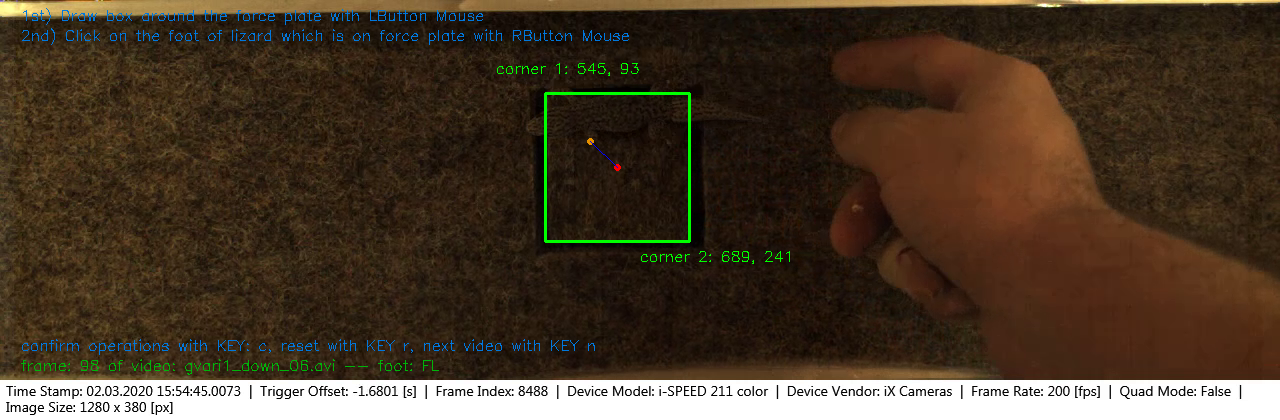 1st) Draw box around the force plate with LButton Mouse
2nd) Click on the foot of lizard which is on force plate with RButton Mouse
corner 1: 545, 93
corner 2: 689, 241
confirm operations with KEY: c, reset with KEY r, next video with KEY n
frame: 98 of video: gvari1_down_06.avi -- foot: FL
Time Stamp: 02.03.2020 15:54:45.0073 | Trigger Offset: -1.6801 [s] | Frame Index: 8488 | Device Model: i-SPEED 211 color | Device Vendor: iX Cameras | Frame Rate: 200 [fps] | Quad Mode: False |
Image Size: 1280 x 380 [px]